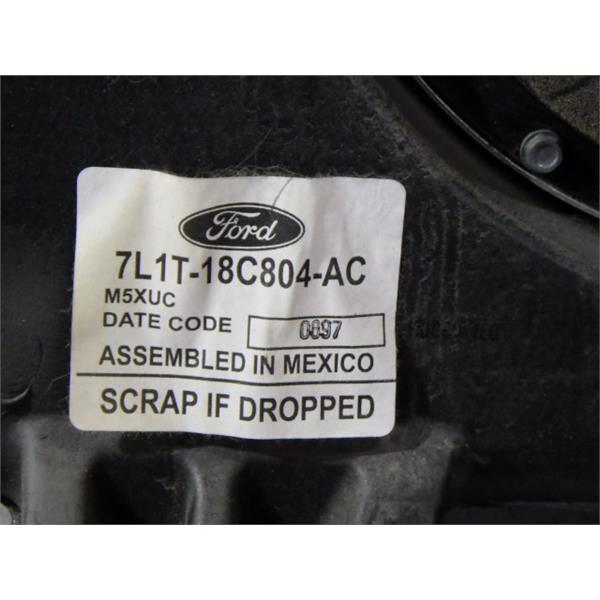 Ford
7L1T-18C804-AC
M5XUC
DATE CODE 0897
ASSEMBLED IN MEXICO
SCRAP IF DROPPED